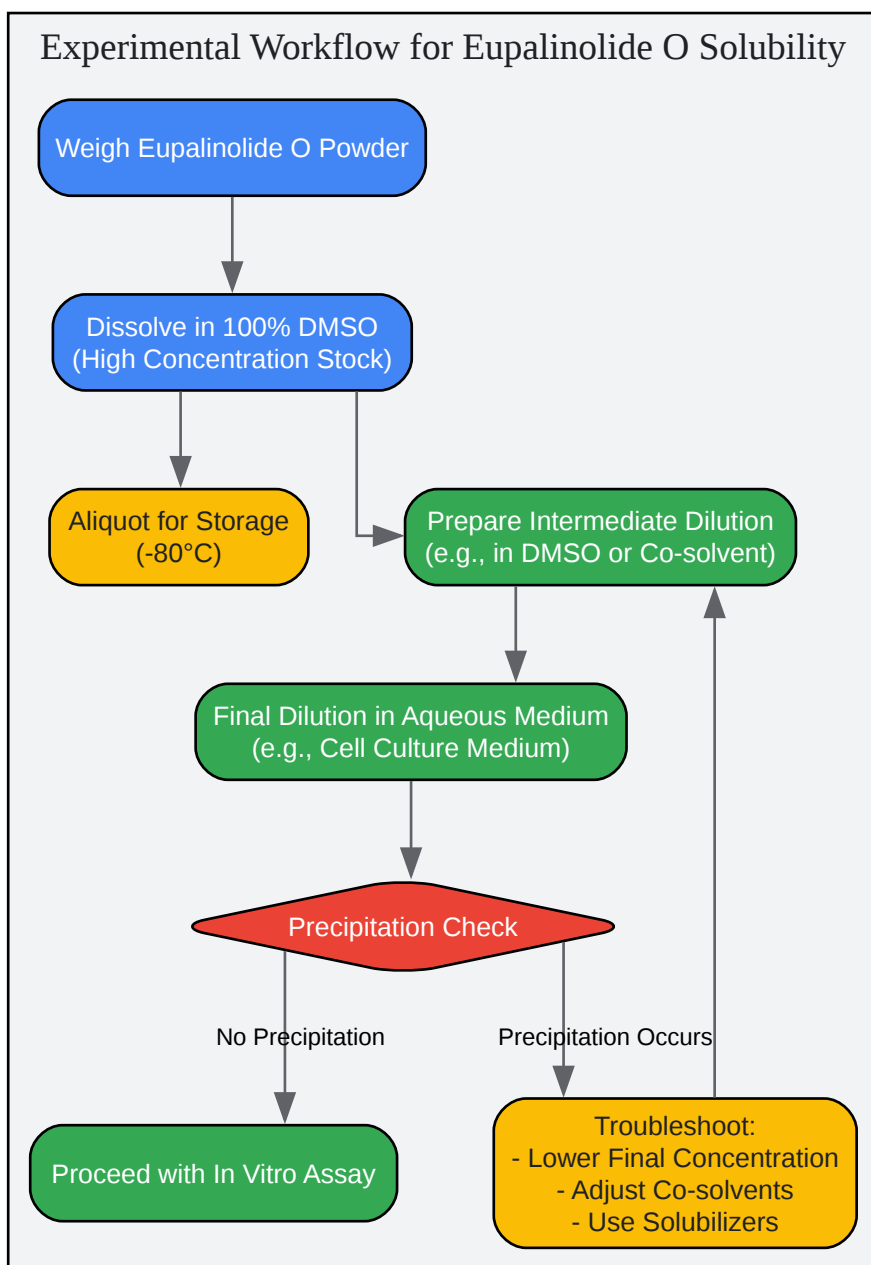 Experimental Workflow for Eupalinolide O Solubility
Weigh Eupalinolide O Powder
Dissolve in 100% DMSO
(High Concentration Stock)
Aliquot for Storage
(-80°C)
Prepare Intermediate Dilution
(e.g., in DMSO or Co-solvent)
Final Dilution in Aqueous Medium
(e.g., Cell Culture Medium)
Precipitation Check
No Precipitation
Precipitation Occurs
Proceed with In Vitro Assay
Troubleshoot:
- Lower Final Concentration
- Adjust Co-solvents
- Use Solubilizers